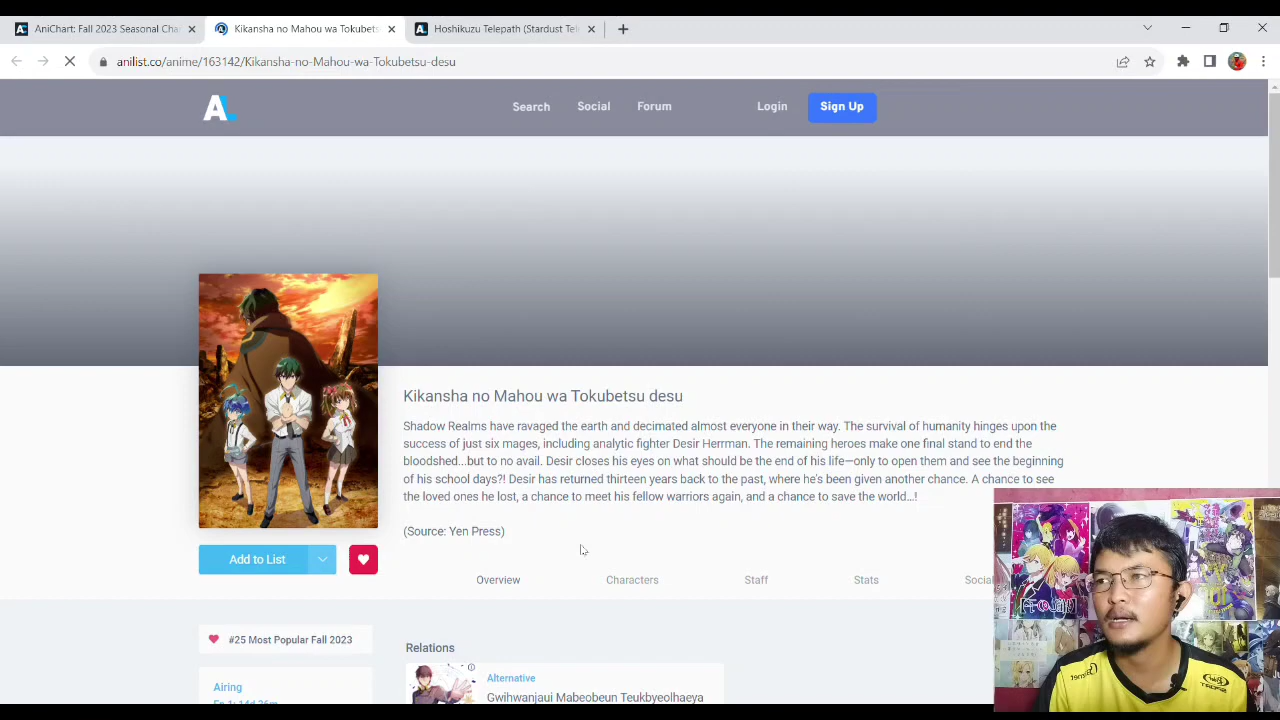 AniChart: Fall 2023 Seasonal Cha
Kikansha no Mahou wa Tokubets
Hoshikuzu Telepath (Stardust Tel
anilist.co/anime/163142/Kikansha-no-Mahou-wa-Tokubetsu-desu
Search
Social
Forum
Login
Sign Up
Kikansha no Mahou wa Tokubetsu desu
Shadow Realms have ravaged the earth and decimated almost everyone in their way. The survival of humanity hinges upon the
success of just six mages, including analytic fighter Desir Herrman. The remaining heroes make one final stand to end the
bloodshed...but to no avail. Desir closes his eyes on what should be the end of his life—only to open them and see the beginning
of his school days?! Desir has returned thirteen years back to the past, where he's been given another chance. A chance to see
the loved ones he lost, a chance to meet his fellow warriors again, and a chance to save the world...!
(Source: Yen Press)
Add to List
Overview
Characters
Staff
Stats
Social
#25 Most Popular Fall 2023
Relations
Airing
Alternative
Gwihwanjaui Mabeobeun Teukbyeolhaeya